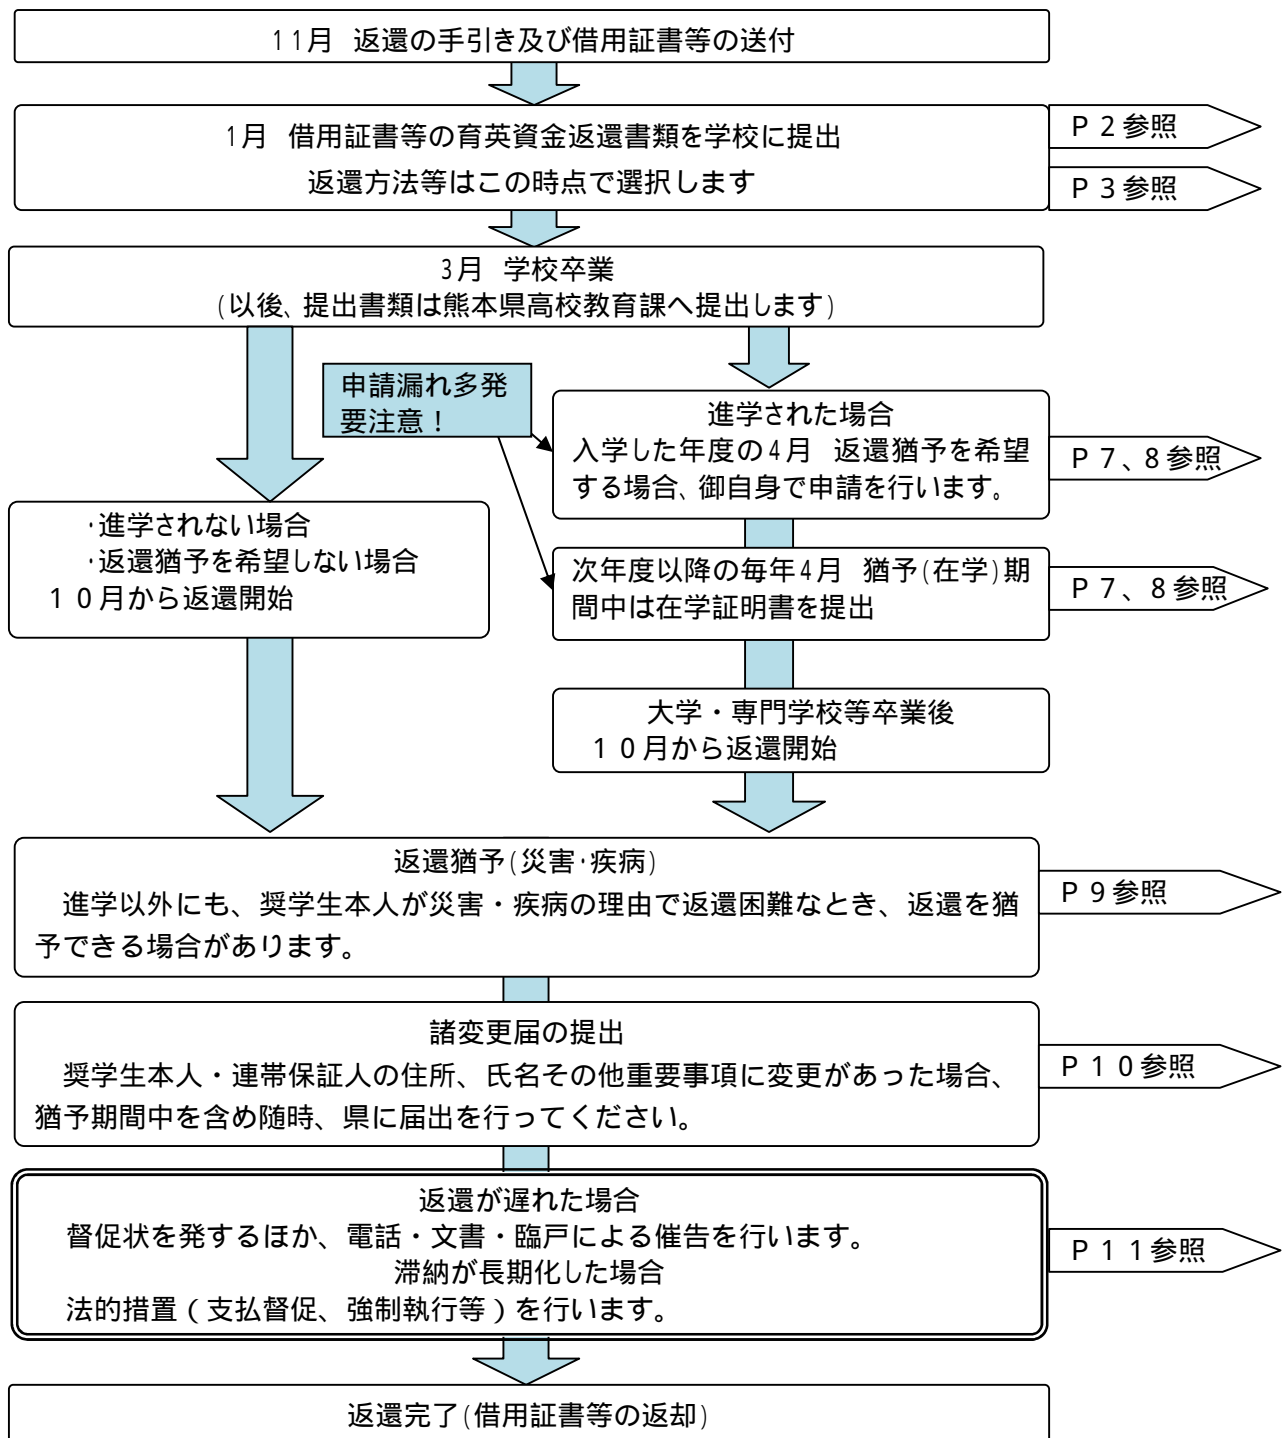 11月 返還の手引き及び借用証書等の送付
1月 借用証書等の育英資金返還書類を学校に提出
返還方法等はこの時点で選択します
P２参照
P３参照
3月 学校卒業
(以後、提出書類は熊本県高校教育課へ提出します)
申請漏れ多発
要注意！
進学された場合
入学した年度の4月 返還猶予を希望
する場合、御自身で申請を行います。
P７、８参照
・進学されない場合
・返還猶予を希望しない場合
１０月から返還開始
次年度以降の毎年4月 猶予(在学)期
間中は在学証明書を提出
P７、８参照
大学・専門学校等卒業後
１０月から返還開始
返還猶予(災害・疾病)
進学以外にも、奨学生本人が災害・疾病の理由で返還困難なとき、返還を猶
予できる場合があります。
P９参照
諸変更届の提出
奨学生本人・連帯保証人の住所、氏名その他重要事項に変更があった場合、
猶予期間中を含め随時、県に届出を行ってください。
P１０参照
返還が遅れた場合
督促状を発するほか、電話・文書・臨戸による催告を行います。
滞納が長期化した場合
法的措置（支払督促、強制執行等）を行います。
P１１参照
返還完了(借用証書等の返却)